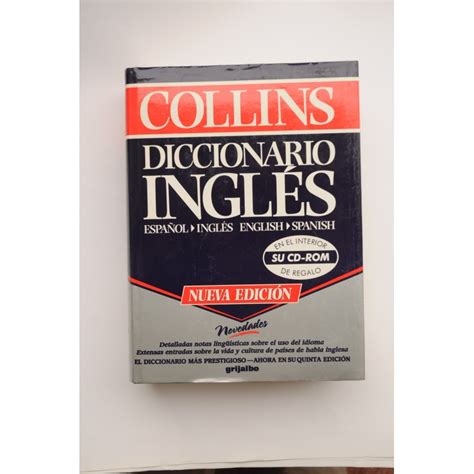 COLLINS
DICCIONARIO
INGLÉS
ESPAÑOL▸INGLÉS ENGLISH▸SPANISH
EN EL INTERIOR
SU CD-ROM
DE REGALO
NUEVA EDICIÓN
Novedades
Detalladas notas lingüísticas sobre el uso del idioma
Extensas entradas sobre la vida y cultura de países de habla inglesa
EL DICCIONARIO MÁS PRESTIGIOSO—AHORA EN SU QUINTA EDICIÓN
grijalbo